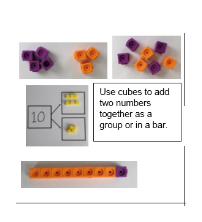 10
Use cubes to add
two numbers
together as a
group or in a bar.